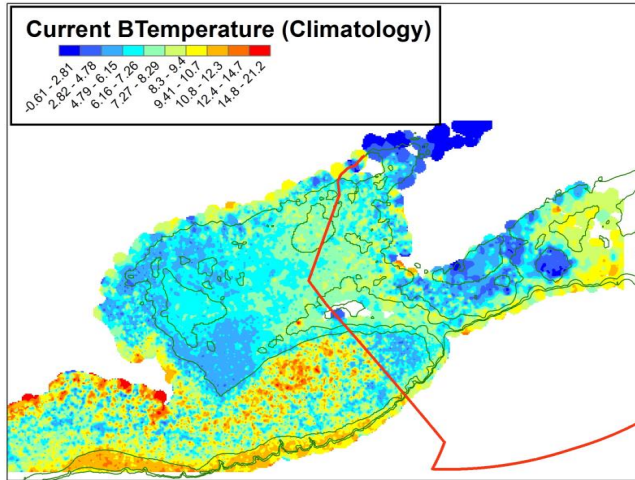 Current BTemperature (Climatology)
-0.61 - 2.81
2.82 - 4.78
4.79 - 6.15
6.16 - 7.26
7.27 - 8.29
8.3 - 9.4
9.41 - 10.7
10.8 - 12.3
12.4 - 14.7
14.8 - 21.2